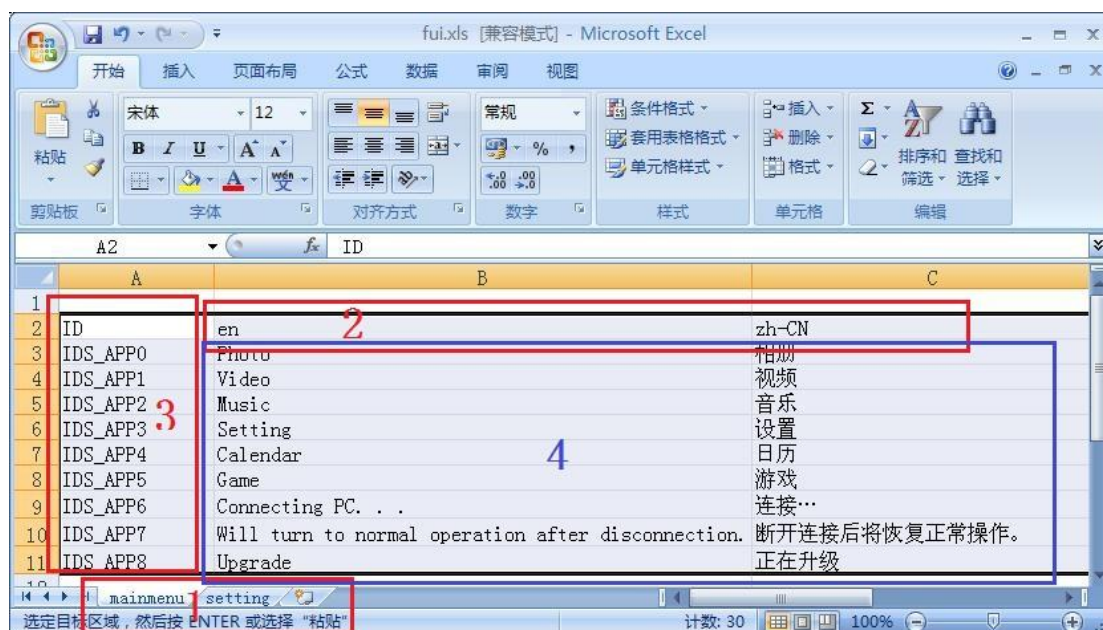 fui.xls [兼容模式] - Microsoft Excel
开始 插入 页面布局 公式 数据 审阅 视图
宋体 12 常规 条件格式 插入 Σ
粘贴 B I U A A % , 套用表格格式 删除 排序和筛选 查找和选择
A wén 变 .00 .0 单元格样式 格式
剪贴板 字体 对齐方式 数字 样式 单元格 编辑
A2 fx ID
A B C
1
2 ID en 2 zh-CN
3 IDS_APP0 Photo 相册
4 IDS_APP1 Video 视频
5 IDS_APP2 Music 音乐
3
6 IDS_APP3 Setting 设置
7 IDS_APP4 Calendar 4 日历
8 IDS_APP5 Game 游戏
9 IDS_APP6 Connecting PC. . . 连接…
10 IDS_APP7 Will turn to normal operation after disconnection. 断开连接后将恢复正常操作。
11 IDS_APP8 Upgrade 正在升级
mainmenu 1 setting
选定目标区域，然后按 ENTER 或选择 "粘贴" 计数: 30 100%